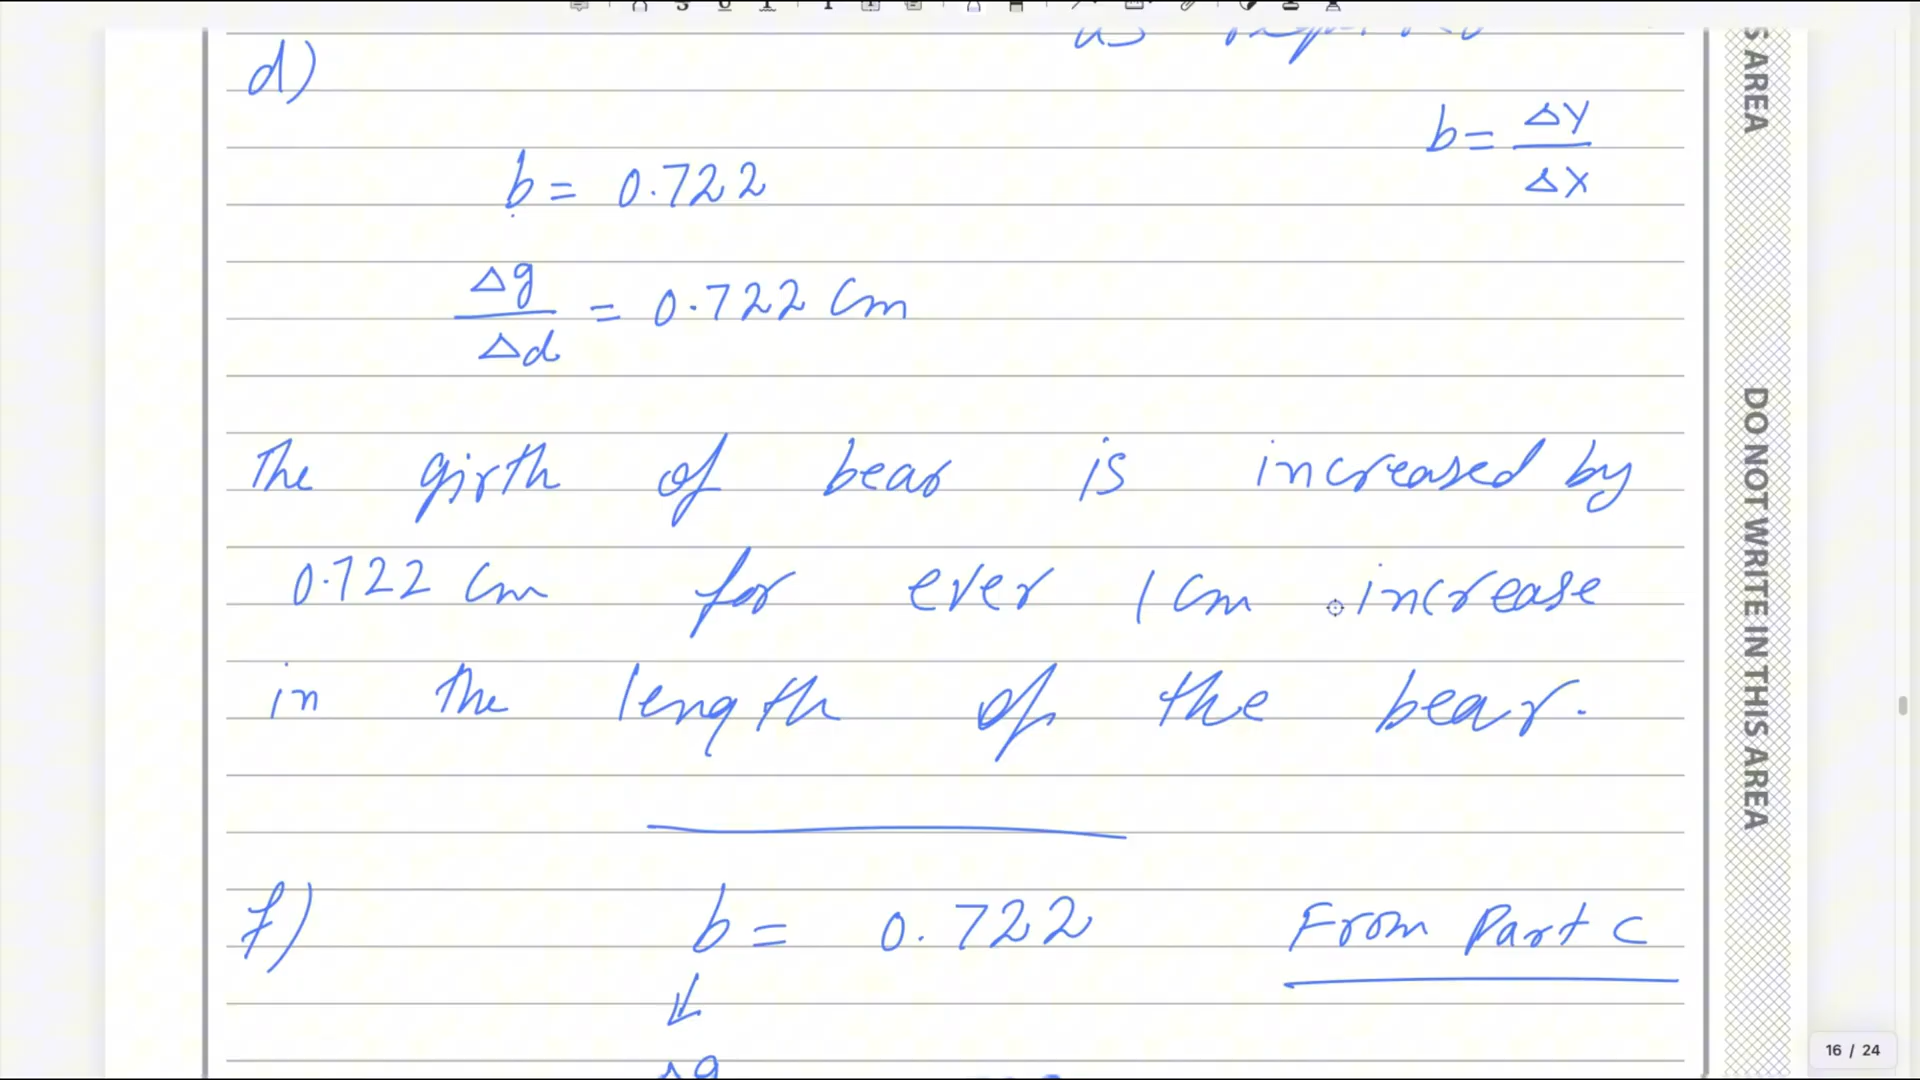 d)
b = ΔY / ΔX
b = 0.722
Δg / Δd = 0.722 cm
The girth of bear is increased by
0.722 cm for ever 1 cm increase
in the length of the bear.
f) b = 0.722 From Part C
Δg
S AREA
DO NOT WRITE IN THIS AREA
16 / 24